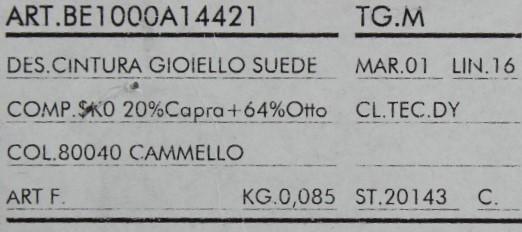 ART.BE1000A14421 TG.M
DES.CINTURA GIOIELLO SUEDE MAR.01 LIN.16
COMP.SK0 20%Capra+64%Otto CL.TEC.DY
COL.80040 CAMMELLO
ART F. KG.0,085 ST.20143 C.